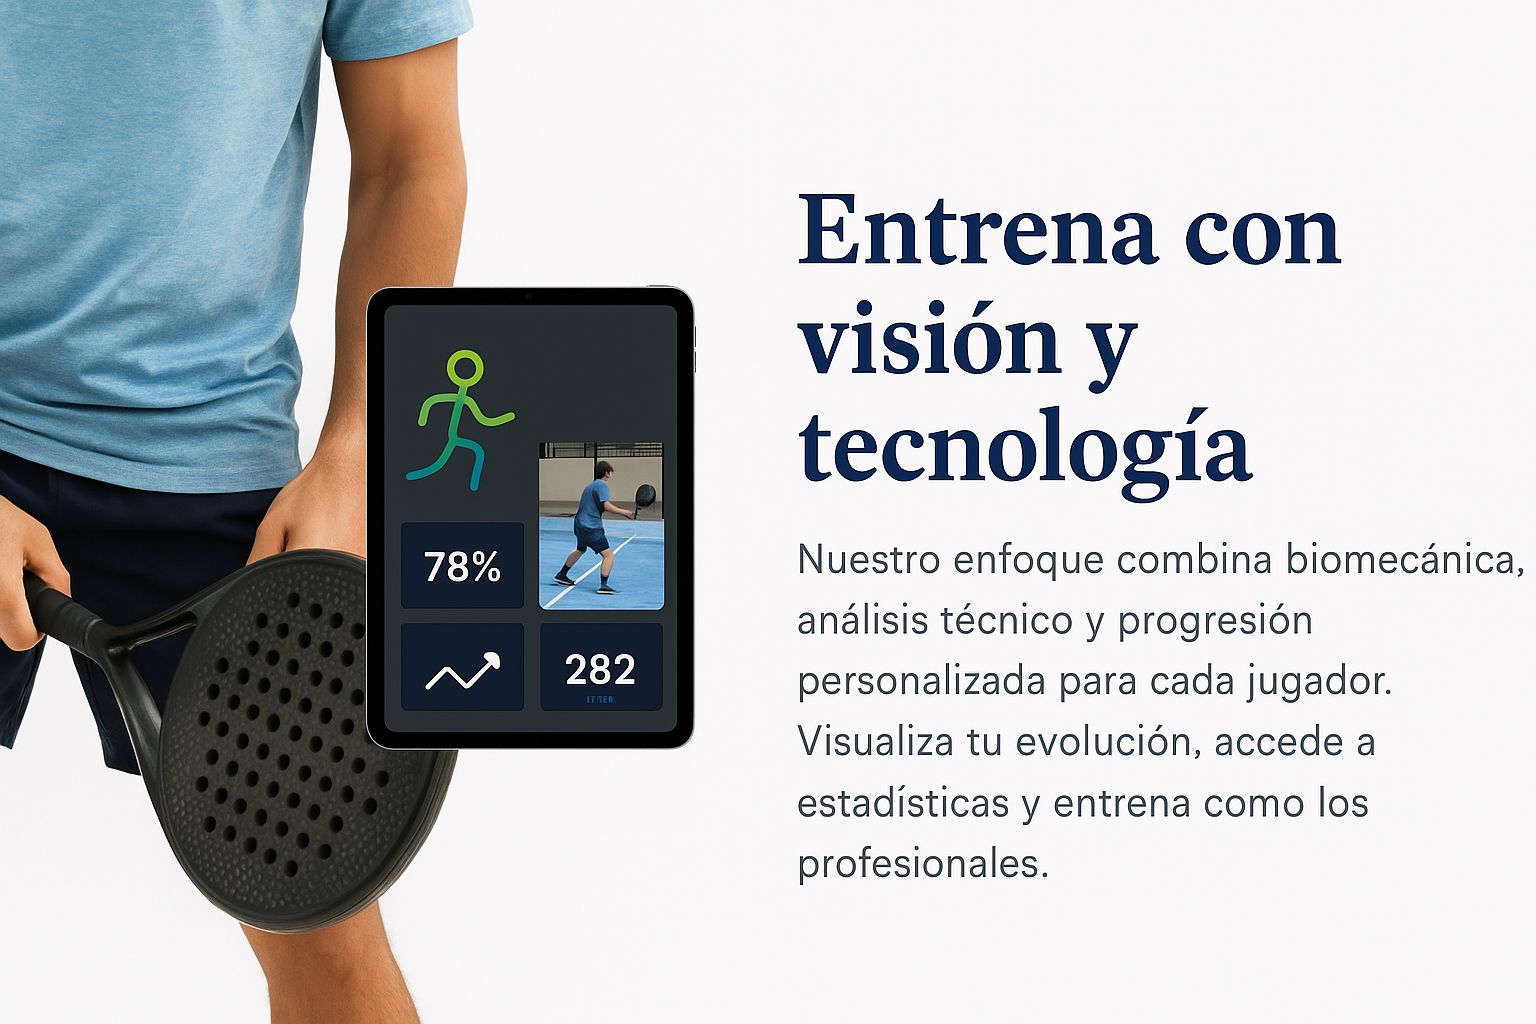 Entrena con
visión y
tecnología
Nuestro enfoque combina biomecánica,
análisis técnico y progresión
personalizada para cada jugador.
Visualiza tu evolución, accede a
estadísticas y entrena como los
profesionales.
78%
282